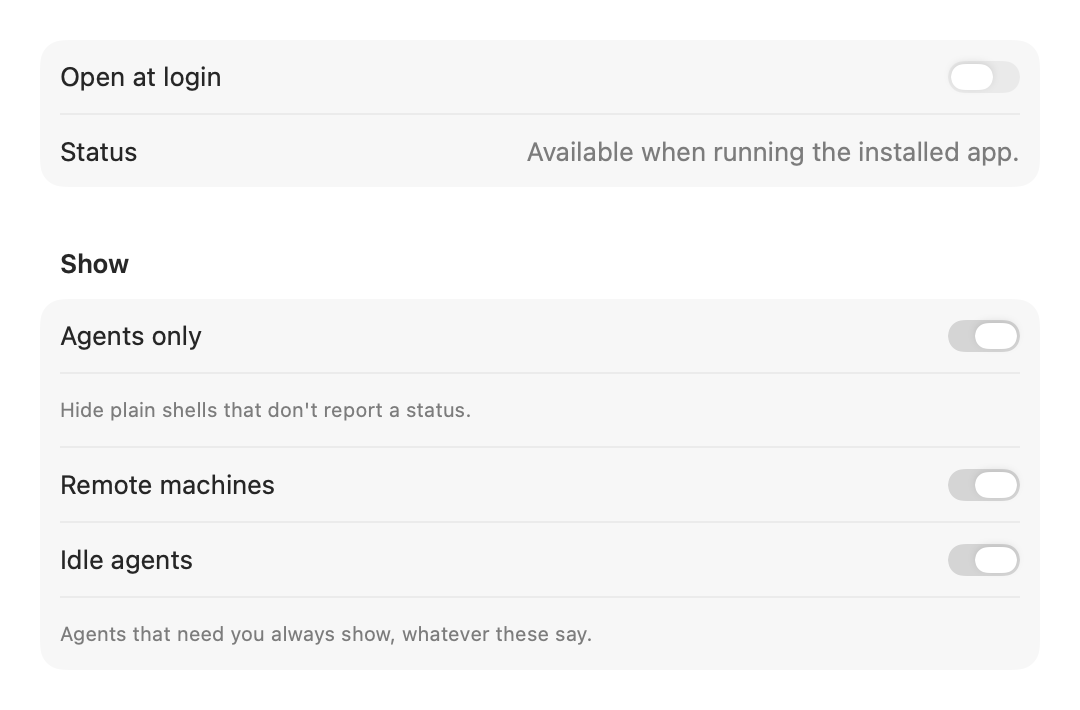 Open at login
Status Available when running the installed app.
Show
Agents only
Hide plain shells that don't report a status.
Remote machines
Idle agents
Agents that need you always show, whatever these say.